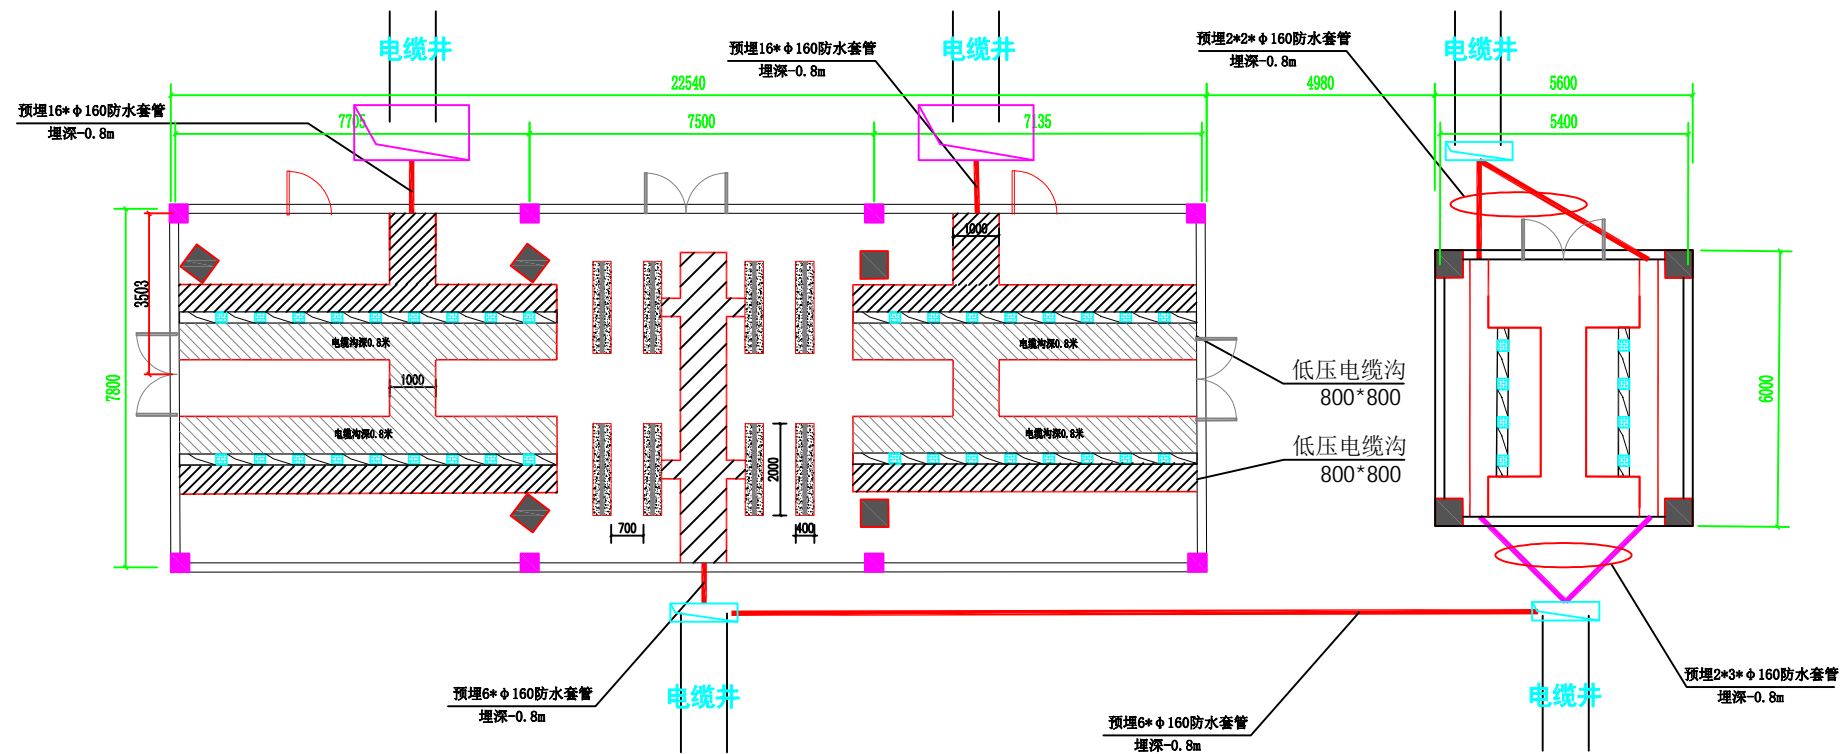 电缆井
电缆井
电缆井
预埋16*φ160防水套管
埋深-0.8m
预埋2*2*φ160防水套管
埋深-0.8m
22540
4980
5600
预埋16*φ160防水套管
埋深-0.8m
7705
7500
7135
5400
1000
3503
7800
6000
电缆沟深0.8米
电缆沟深0.8米
1000
低压电缆沟
800*800
电缆沟深0.8米
电缆沟深0.8米
低压电缆沟
800*800
2000
700
400
预埋6*φ160防水套管
埋深-0.8m
电缆井
电缆井
预埋2*3*φ160防水套管
埋深-0.8m
预埋6*φ160防水套管
埋深-0.8m